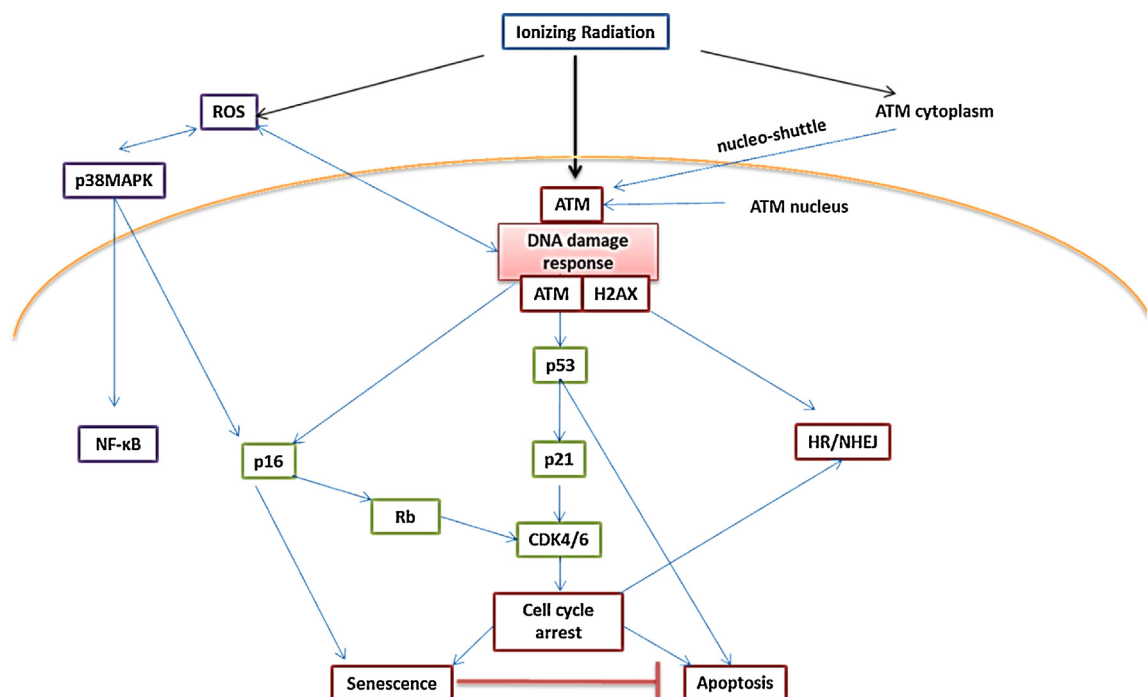 Ionizing Radiation
ROS
ATM cytoplasm
nucleo-shuttle
p38MAPK
ATM
ATM nucleus
DNA damage
response
ATM
H2AX
p53
NF-κB
p16
p21
HR/NHEJ
Rb
CDK4/6
Cell cycle
arrest
Senescence
Apoptosis